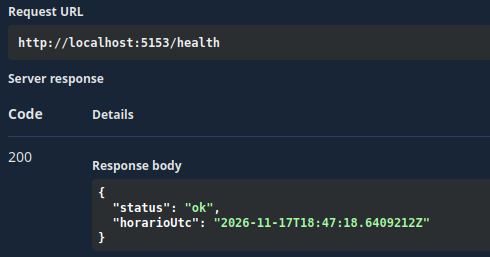 Request URL
http://localhost:5153/health
Server response
Code Details
200
Response body
{
  "status": "ok",
  "horarioUtc": "2026-11-17T18:47:18.6409212Z"
}